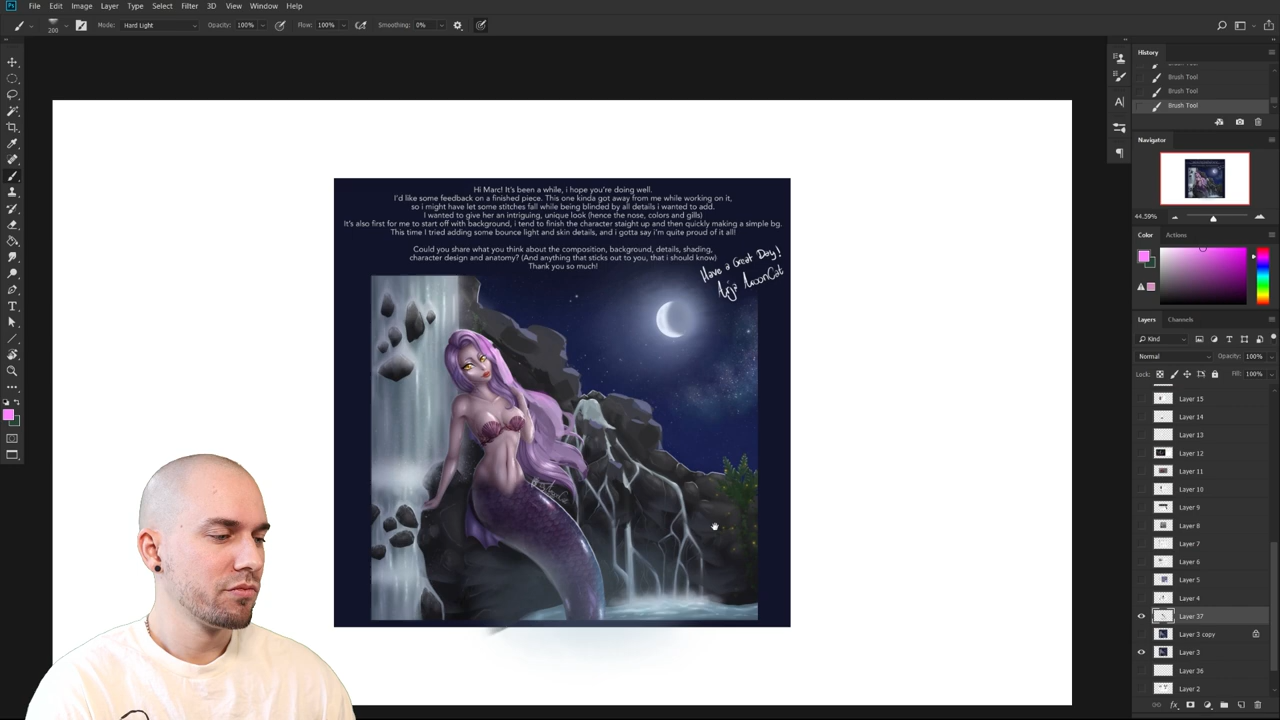 File Edit Image Layer Type Select Filter 3D View Window Help
200 Mode: Hard Light Opacity: 100% Flow: 100% Smoothing: 0%
History
Brush Tool
Brush Tool
Brush Tool
Navigator
44.59%
Color Actions
Layers Channels
Kind
Normal Opacity: 100%
Lock: Fill: 100%
Layer 15
Layer 14
Layer 13
Layer 12
Layer 11
Layer 10
Layer 9
Layer 8
Layer 7
Layer 6
Layer 5
Layer 4
Layer 37
Layer 3 copy
Layer 3
Layer 36
Layer 2
Hi Marc! It's been a while, i hope you're doing well.
I'd like some feedback on a finished piece. This one kinda got away from me while working on it,
so i might have let some stitches fall while being blinded by all details i wanted to add.
I wanted to give her an intriguing, unique look (hence the nose, colors and gills)
It's also first for me to start off with background, i tend to finish the character staight up and then quickly making a simple bg.
This time I tried adding some bounce light and skin details, and i gotta say i'm quite proud of it all!
Could you share what you think about the composition, background, details, shading,
character design and anatomy? (And anything that sticks out to you, that i should know)
Thank you so much!
Have a Great Day!
MoonCat